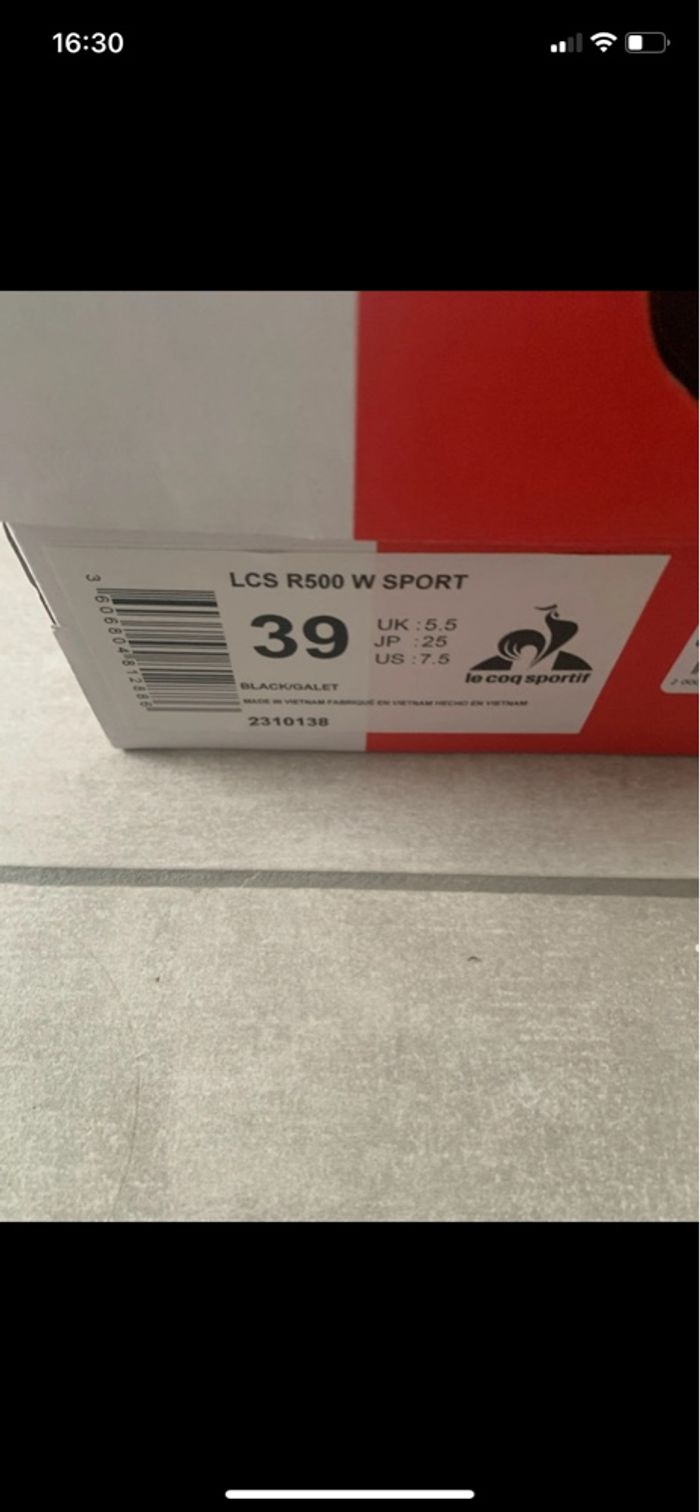 16:30
LCS R500 W SPORT
39
UK :5.5
JP :25
US :7.5
le coq sportif
BLACK/GALET
MADE IN VIETNAM FABRIQUÉ EN VIETNAM HECHO EN VIETNAM
2310138